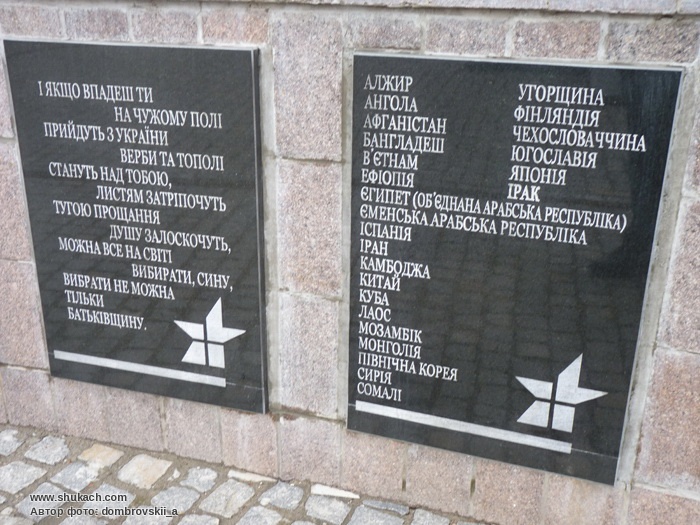 І ЯКЩО ВПАДЕШ ТИ
НА ЧУЖОМУ ПОЛІ
ПРИЙДУТЬ З УКРАЇНИ
ВЕРБИ ТА ТОПОЛІ
СТАНУТЬ НАД ТОБОЮ,
ЛИСТЯМ ЗАТРІПОЧУТЬ
ТУГОЮ ПРОЩАННЯ
ДУШУ ЗАЛОСКОЧУТЬ,
МОЖНА ВСЕ НА СВІТІ
ВИБИРАТИ, СИНУ,
ВИБРАТИ НЕ МОЖНА
ТІЛЬКИ
БАТЬКІВЩИНУ.
АЛЖИР
АНГОЛА
АФГАНІСТАН
БАНГЛАДЕШ
В'ЄТНАМ
ЕФІОПІЯ
ЄГИПЕТ (ОБ'ЄДНАНА АРАБСЬКА РЕСПУБЛІКА)
ЄМЕНСЬКА АРАБСЬКА РЕСПУБЛІКА
ІСПАНІЯ
ІРАН
КАМБОДЖА
КИТАЙ
КУБА
ЛАОС
МОЗАМБІК
МОНГОЛІЯ
ПІВНІЧНА КОРЕЯ
СИРІЯ
СОМАЛІ
УГОРЩИНА
ФІНЛЯНДІЯ
ЧЕХОСЛОВАЧЧИНА
ЮГОСЛАВІЯ
ЯПОНІЯ
ІРАК
www.shukach.com
Автор фото: dombrovskii_a